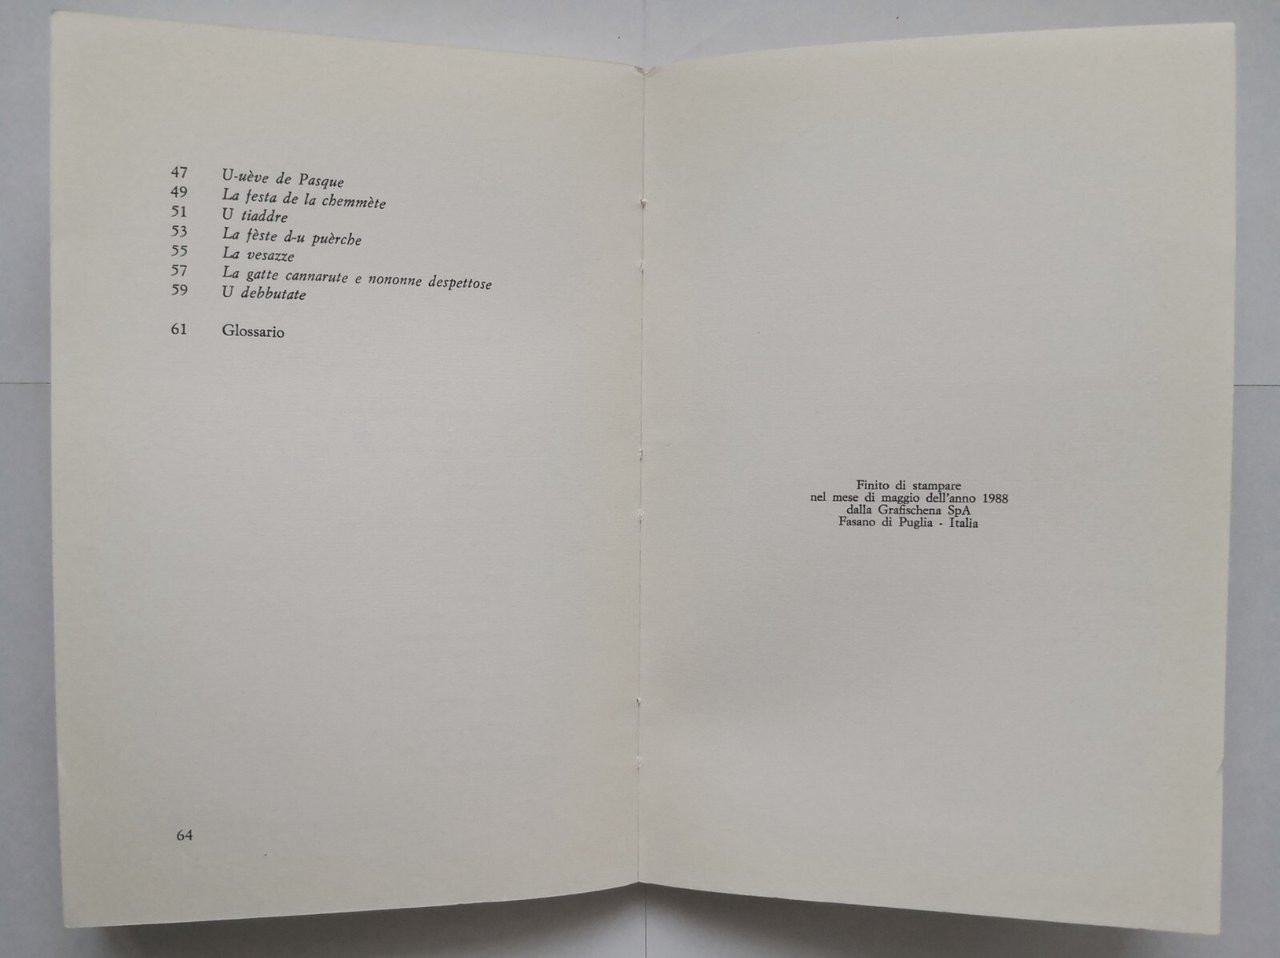 47 U-uève de Pasque
49 La festa de la chemmète
51 U tiaddre
53 La fèste d-u puèrche
55 La vesazze
57 La gatte cannarute e nononne despettose
59 U debbutate
61 Glossario
64
Finito di stampare
nel mese di maggio dell'anno 1988
dalla Grafischena SpA
Fasano di Puglia - Italia